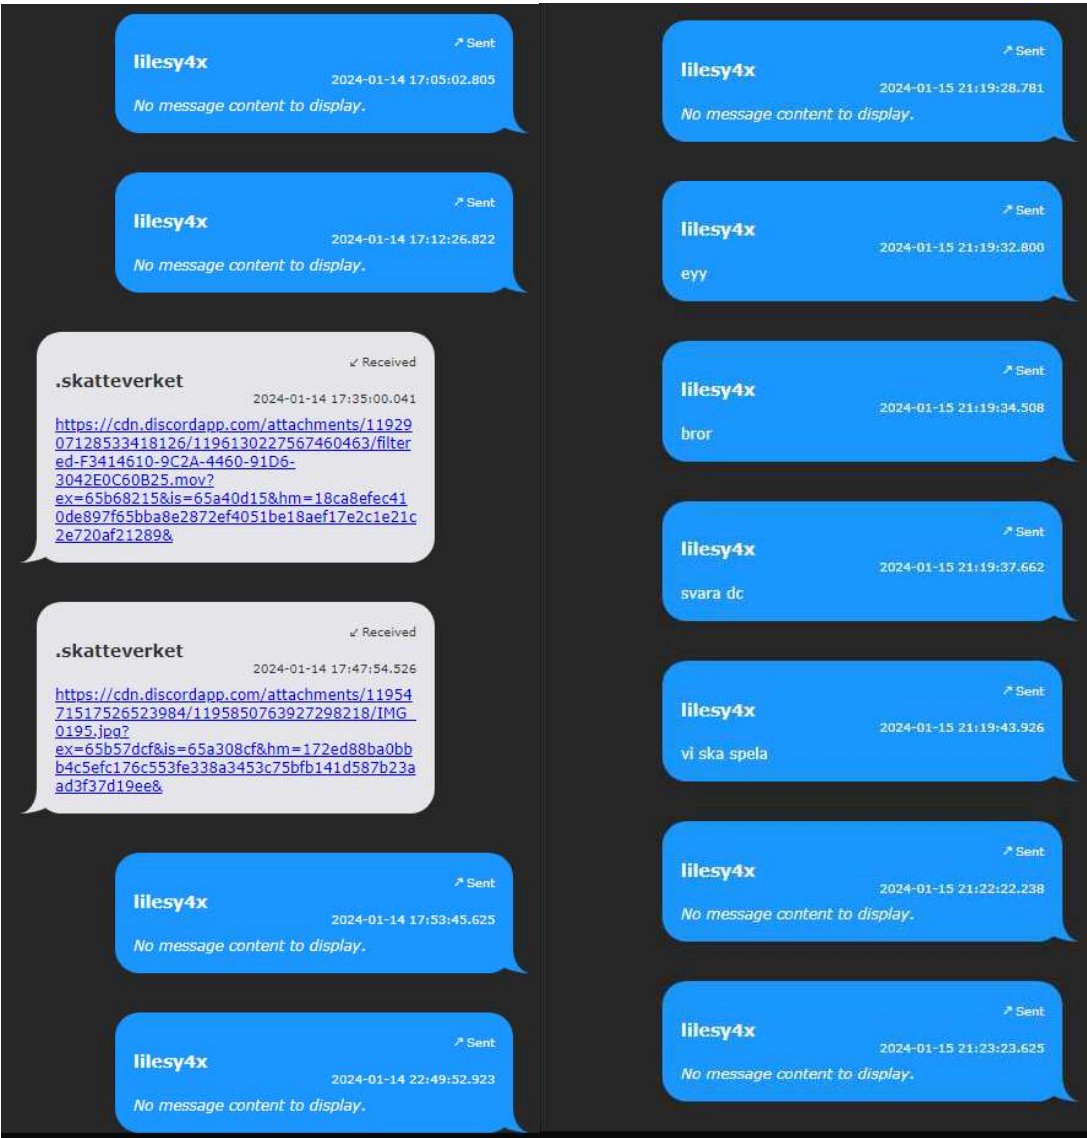 ↗ Sent
lilesy4x
2024-01-14 17:05:02.805
No message content to display.
↗ Sent
lilesy4x
2024-01-14 17:12:26.822
No message content to display.
↙ Received
.skatteverket
2024-01-14 17:35:00.041
https://cdn.discordapp.com/attachments/11929
07128533418126/1196130227567460463/filter
ed-F3414610-9C2A-4460-91D6-
3042E0C60B25.mov?
ex=65b68215&is=65a40d15&hm=18ca8efec41
0de897f65bba8e2872ef4051be18aef17e2c1e21c
2e720af21289&
↙ Received
.skatteverket
2024-01-14 17:47:54.526
https://cdn.discordapp.com/attachments/11954
71517526523984/1195850763927298218/IMG_
0195.jpg?
ex=65b57dcf&is=65a308cf&hm=172ed88ba0bb
b4c5efc176c553fe338a3453c75bfb141d587b23a
ad3f37d19ee&
↗ Sent
lilesy4x
2024-01-14 17:53:45.625
No message content to display.
↗ Sent
lilesy4x
2024-01-14 22:49:52.923
No message content to display.
↗ Sent
lilesy4x
2024-01-15 21:19:28.781
No message content to display.
↗ Sent
lilesy4x
2024-01-15 21:19:32.800
eyy
↗ Sent
lilesy4x
2024-01-15 21:19:34.508
bror
↗ Sent
lilesy4x
2024-01-15 21:19:37.662
svara dc
↗ Sent
lilesy4x
2024-01-15 21:19:43.926
vi ska spela
↗ Sent
lilesy4x
2024-01-15 21:22:22.238
No message content to display.
↗ Sent
lilesy4x
2024-01-15 21:23:23.625
No message content to display.